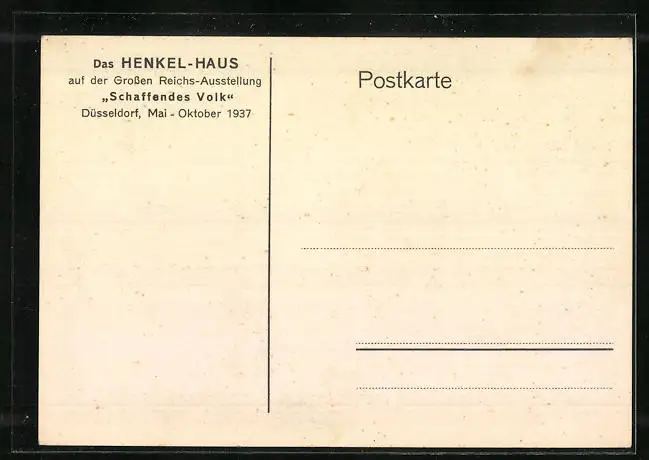 Das HENKEL-HAUS
auf der Großen Reichs-Ausstellung
„Schaffendes Volk“
Düsseldorf, Mai - Oktober 1937
Postkarte